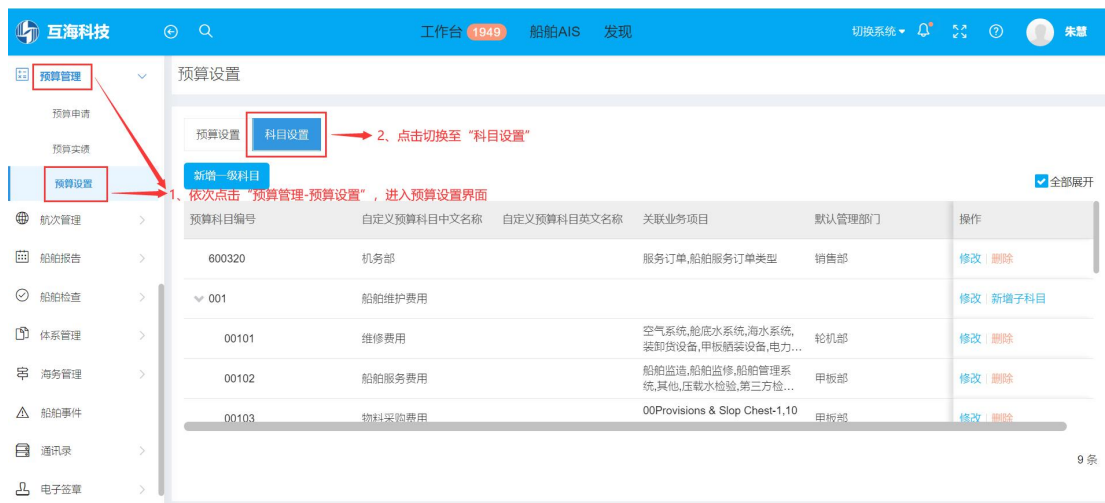 互海科技
工作台 1949 船舶AIS 发现
切换系统 朱慧
预算管理
预算申请
预算实绩
预算设置
航次管理
船舶报告
船舶检查
体系管理
海务管理
船舶事件
通讯录
电子签章
预算设置
预算设置 科目设置
2、点击切换至“科目设置”
新增一级科目
全部展开
1、依次点击“预算管理-预算设置”，进入预算设置界面
预算科目编号 自定义预算科目中文名称 自定义预算科目英文名称 关联业务项目 默认管理部门 操作
600320 机务部 服务订单,船舶服务订单类型 销售部 修改 删除
001 船舶维护费用 修改 新增子科目
00101 维修费用 空气系统,舱底水系统,海水系统,
装卸货设备,甲板舾装设备,电力... 轮机部 修改 删除
00102 船舶服务费用 船舶监造,船舶监修,船舶管理系
统,其他,压载水检验,第三方检... 甲板部 修改 删除
00103 物料采购费用 00Provisions & Slop Chest-1,10 甲板部 修改 删除
9 条